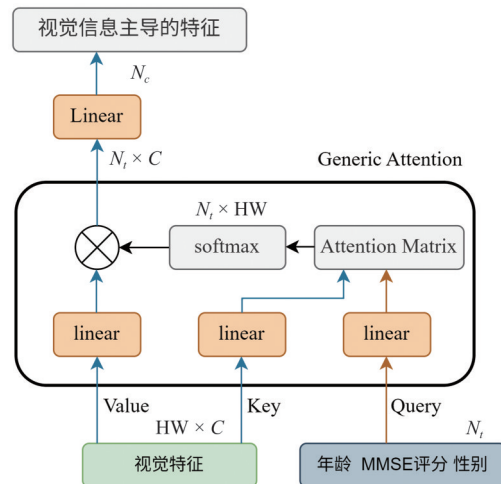 视觉信息主导的特征
N_c
Linear
N_t × C
Generic Attention
N_t × HW
softmax
Attention Matrix
linear
linear
linear
Value
Key
Query
HW × C
N_t
视觉特征
年龄 MMSE评分 性别